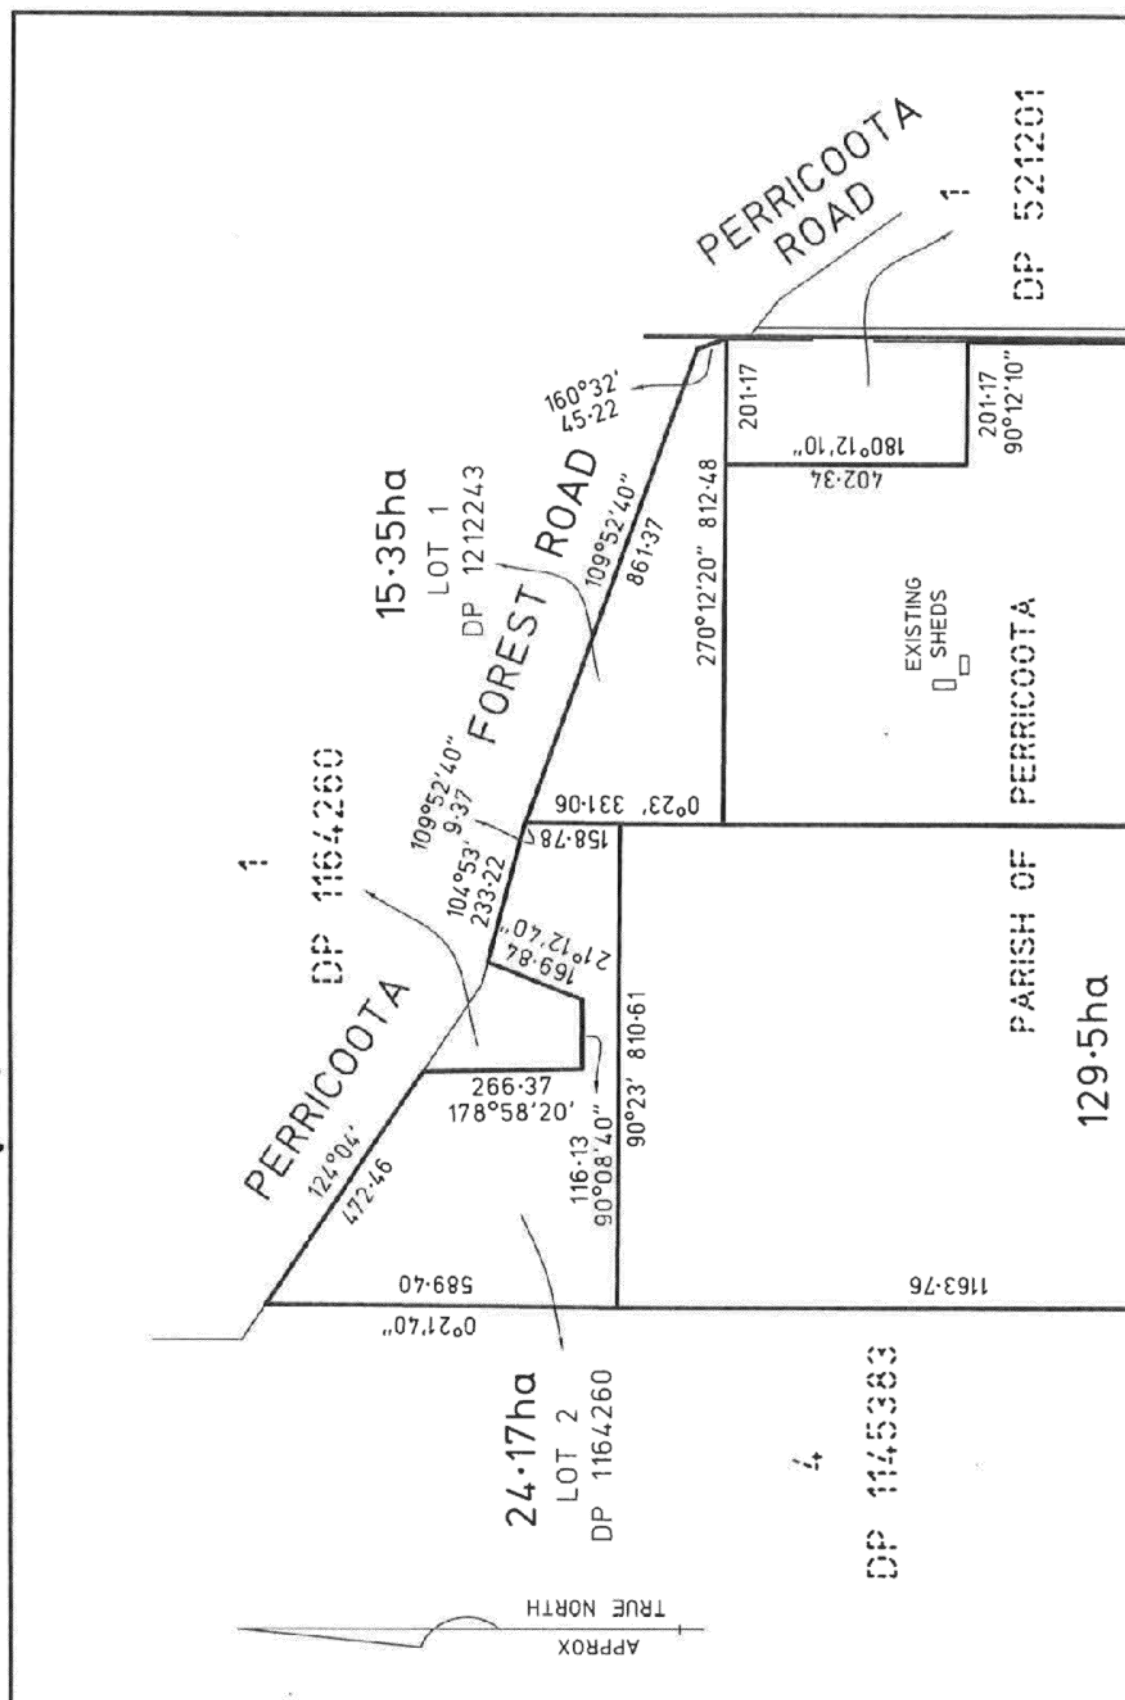 PERRICOOTA
ROAD
1
DP 521201
160°32'
45·22
201·17
180°12'10"
402·34
201·17
90°12'10"
15·35ha
LOT 1
DP 1212243
FOREST ROAD
109°52'40"
861·37
270°12'20" 812·48
EXISTING
SHEDS
1
DP 1164260
109°52'40"
9·37
104°53'
233·22
0°23' 331·06
158·78
21°12'40"
169·84
PERRICOOTA
124°04'
472·46
266·37
178°58'20'
116·13
90°08'40"
90°23' 810·61
PARISH OF PERRICOOTA
129·5ha
589·40
0°21'40"
1163·76
24·17ha
LOT 2
DP 1164260
4
DP 1145383
APPROX
TRUE NORTH